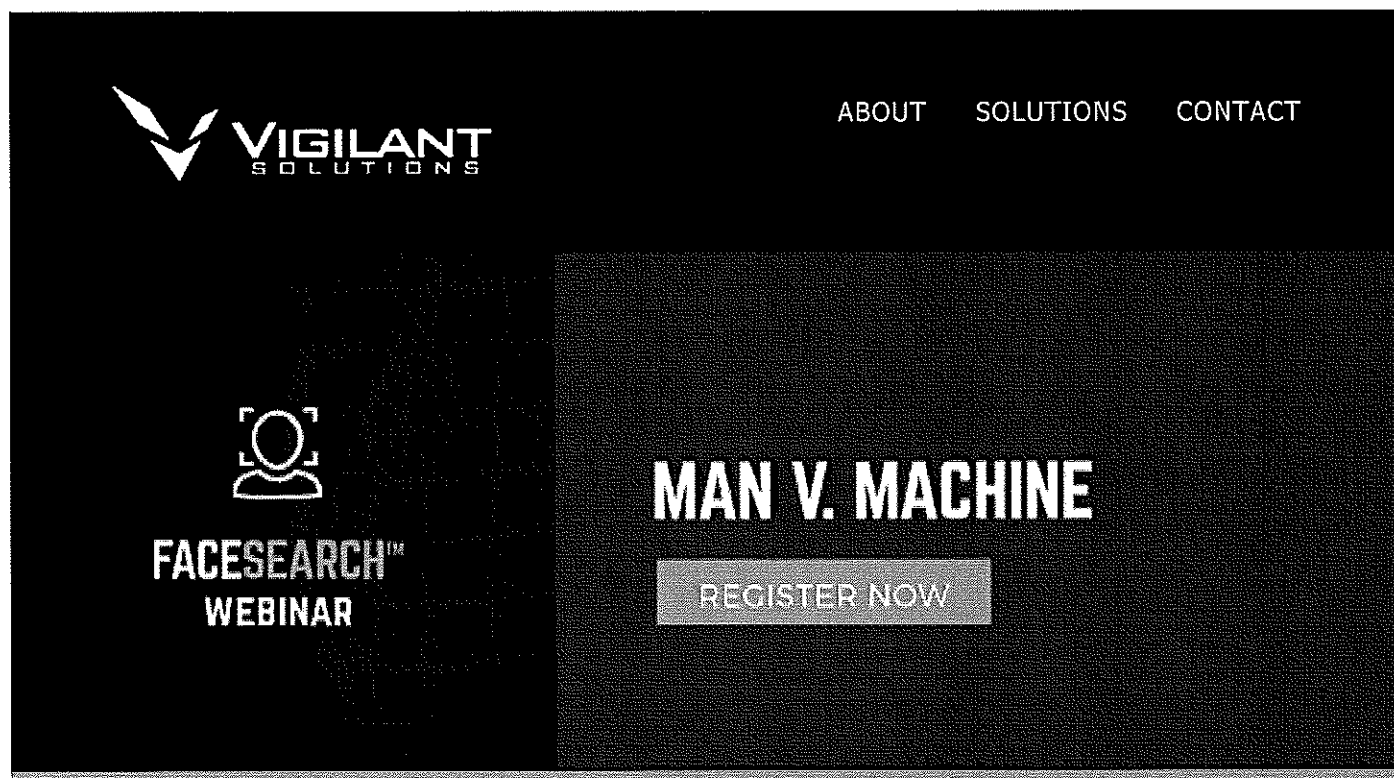 VIGILANT
SOLUTIONS
ABOUT SOLUTIONS CONTACT
FACESEARCH™
WEBINAR
MAN V. MACHINE
REGISTER NOW